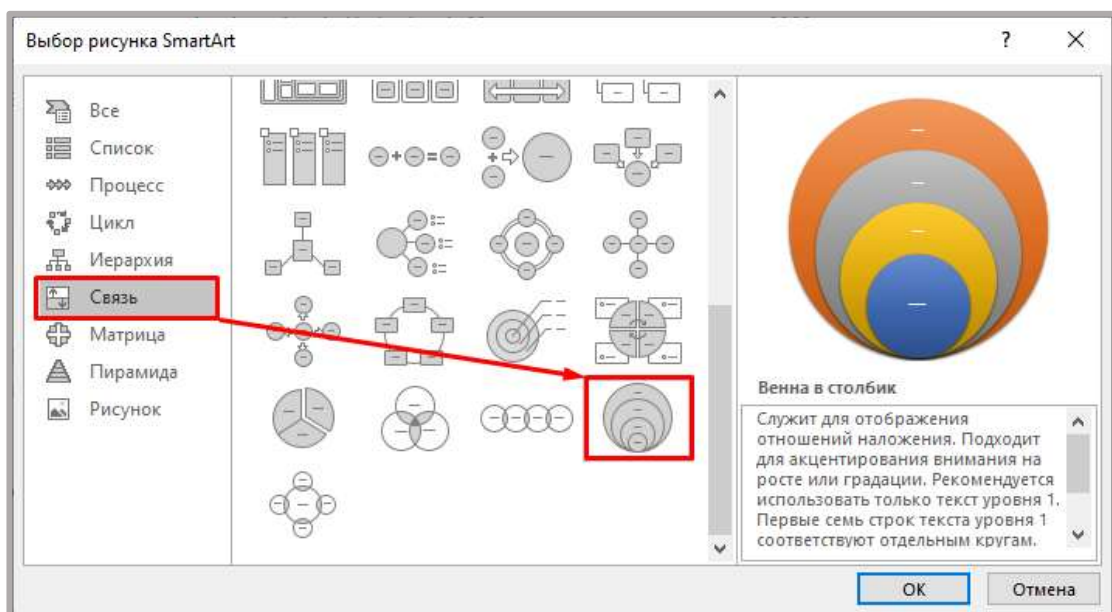 Выбор рисунка SmartArt
?
Все
Список
Процесс
Цикл
Иерархия
Связь
Матрица
Пирамида
Рисунок
Венна в столбик
Служит для отображения
отношений наложения. Подходит
для акцентирования внимания на
росте или градации. Рекомендуется
использовать только текст уровня 1.
Первые семь строк текста уровня 1
соответствуют отдельным кругам.
ОК
Отмена